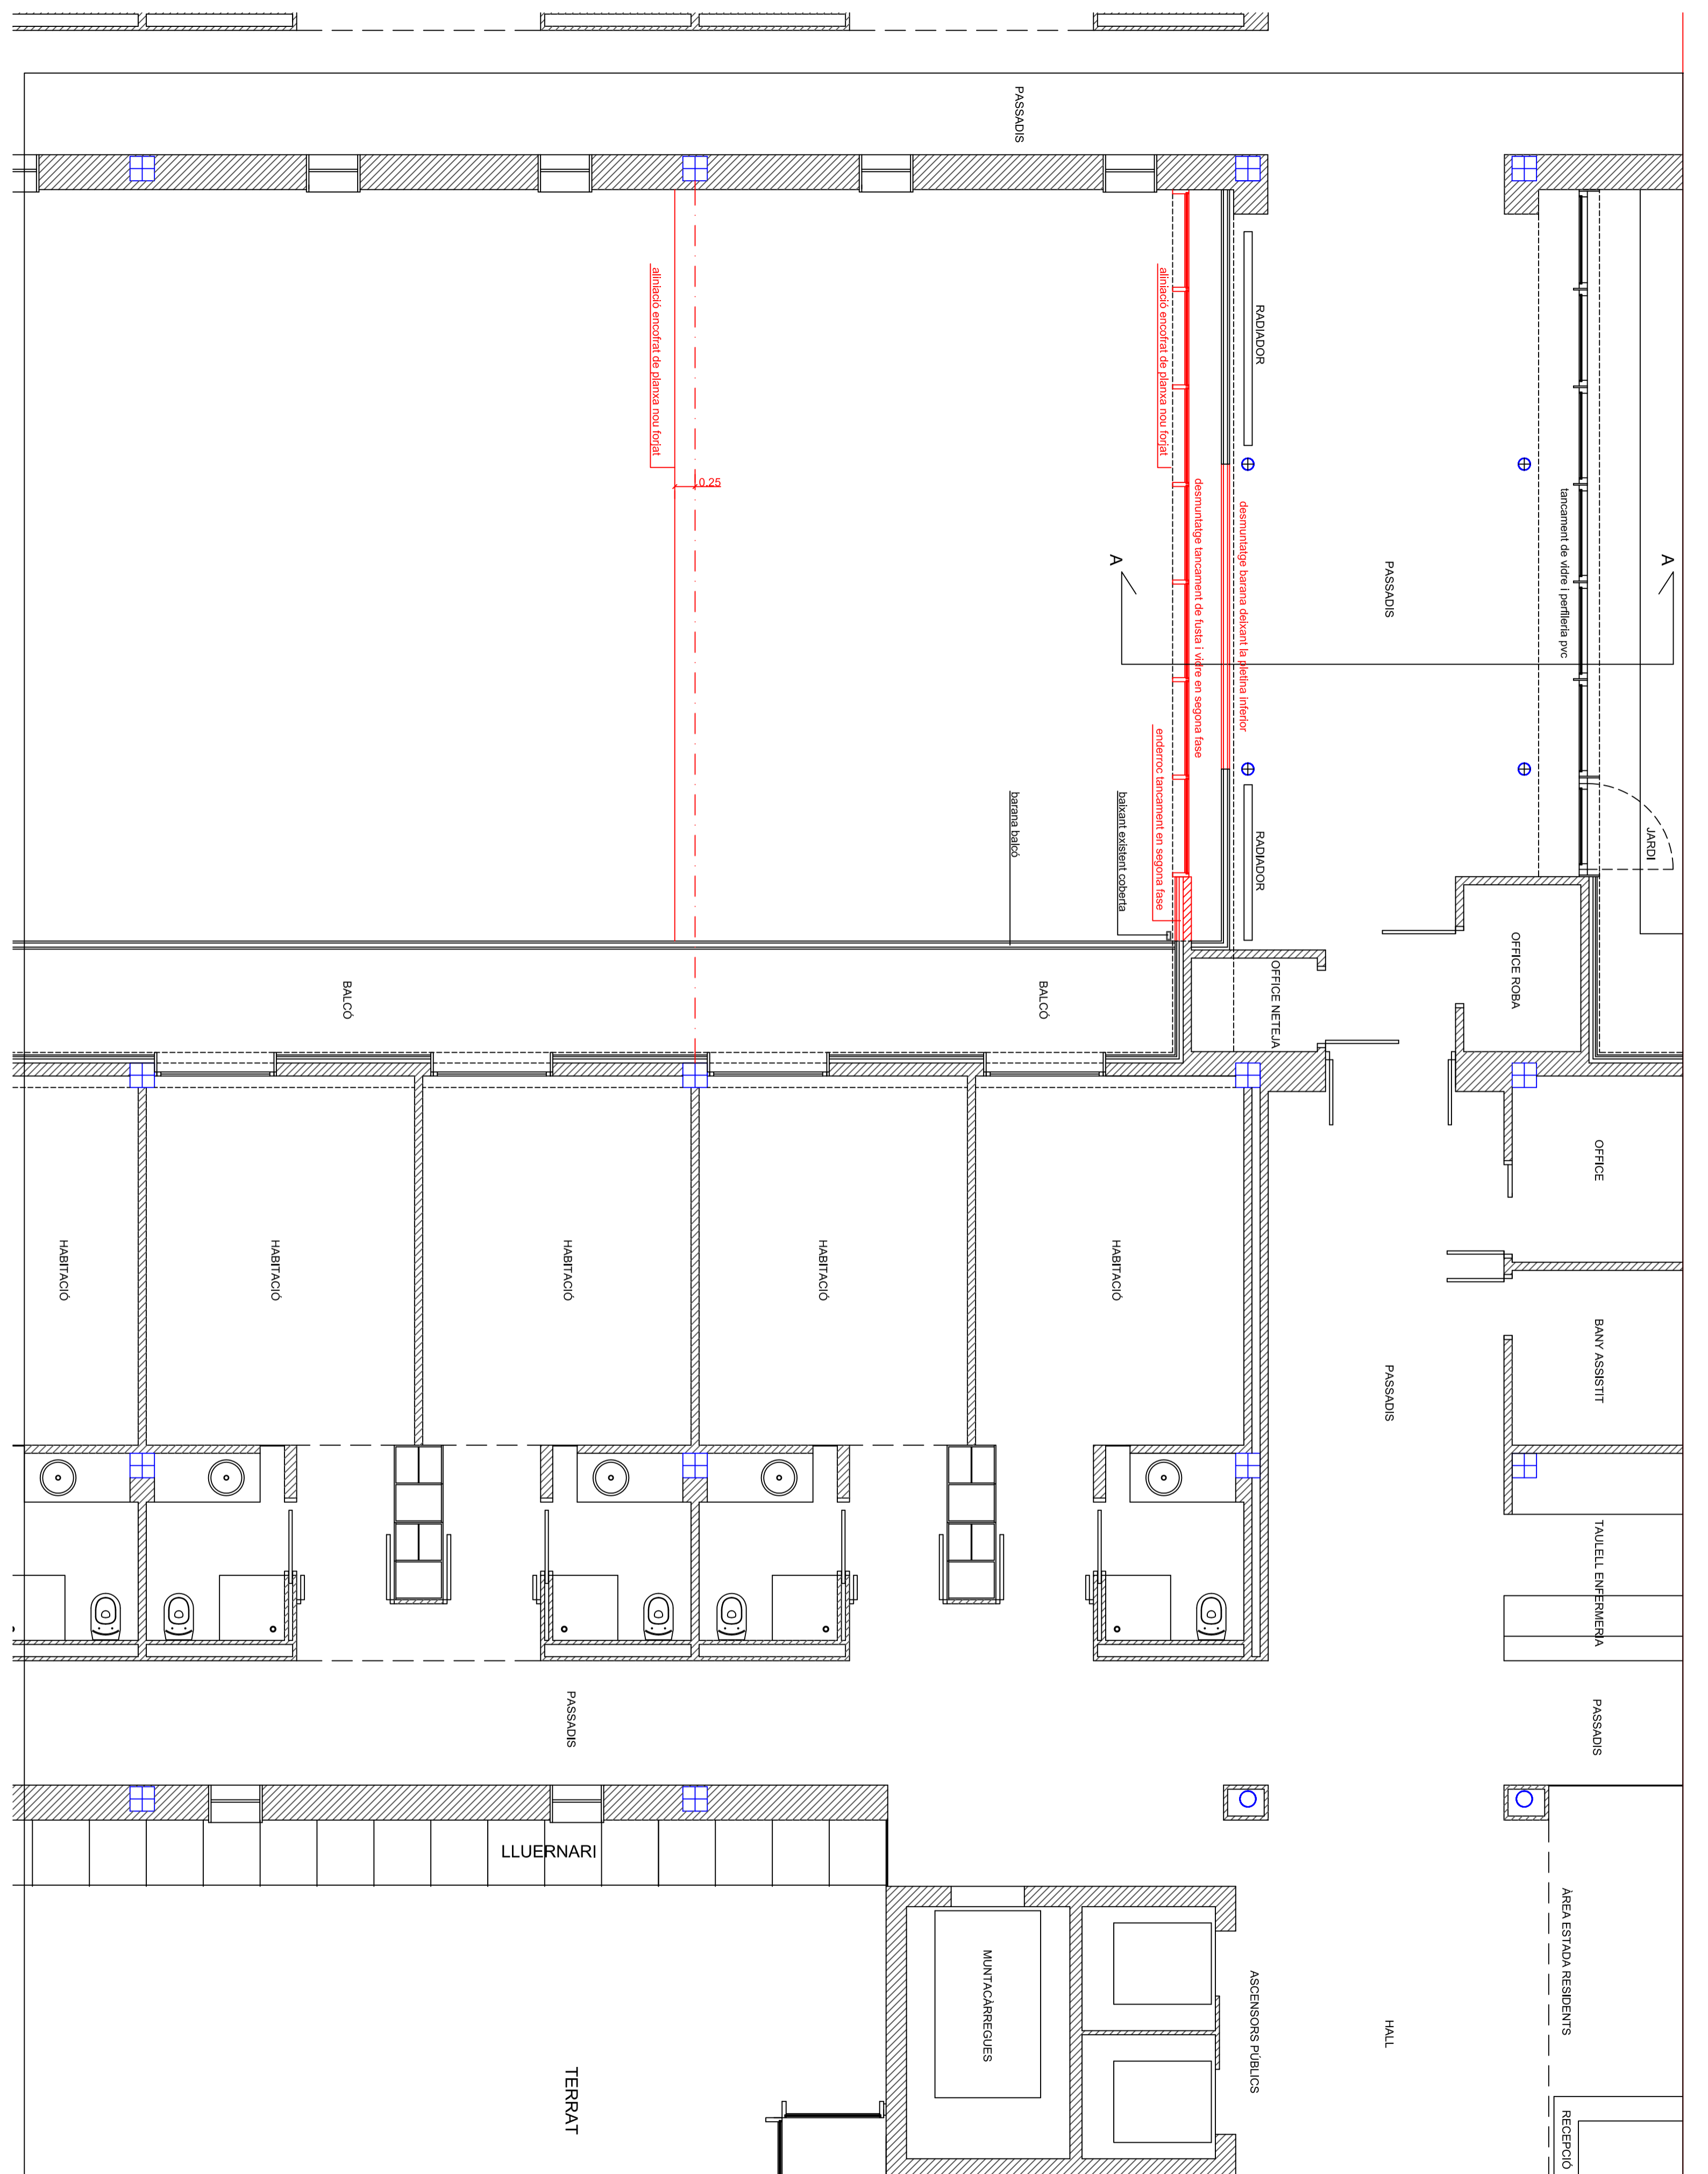 PASSADIS
RADIADOR
aliniació encofrat de planxa nou forjat
aliniació encofrat de planxa nou forjat
0.25
desmuntatge tancament de fusta i vidre en segona fase
desmuntatge barana deixant la pletina inferior
tancament de vidre i perfileria pvc
A
A
PASSADIS
enderroc tancament en segona fase
baixant existent coberta
barana balcó
RADIADOR
JARDI
OFFICE ROBA
OFFICE NETEJA
BALCÓ
BALCÓ
OFFICE
HABITACIÓ
HABITACIÓ
HABITACIÓ
HABITACIÓ
HABITACIÓ
BANY ASSISTIT
PASSADIS
TAULELL ENFERMERIA
PASSADIS
PASSADIS
LLUERNARI
ÀREA ESTADA RESIDENTS
MUNTACÀRREGUES
ASCENSORS PÚBLICS
HALL
TERRAT
RECEPCIÓ